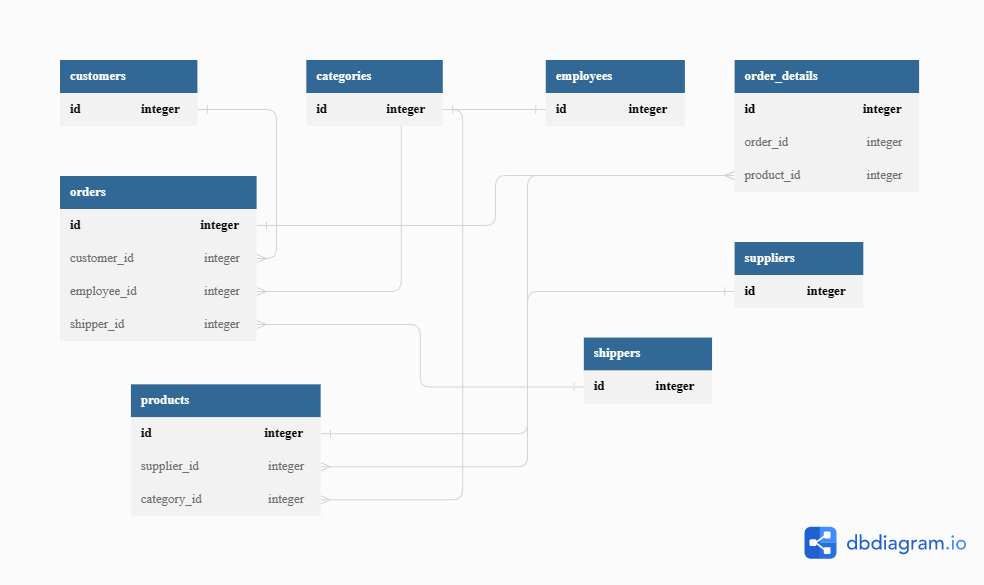 customers
id integer
categories
id integer
employees
id integer
order_details
id integer
order_id integer
product_id integer
orders
id integer
customer_id integer
employee_id integer
shipper_id integer
suppliers
id integer
shippers
id integer
products
id integer
supplier_id integer
category_id integer
dbdiagram.io